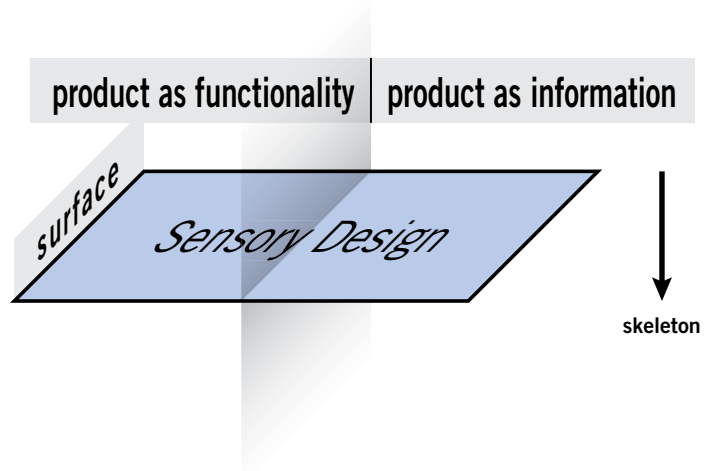 product as functionality
product as information
surface
Sensory Design
skeleton